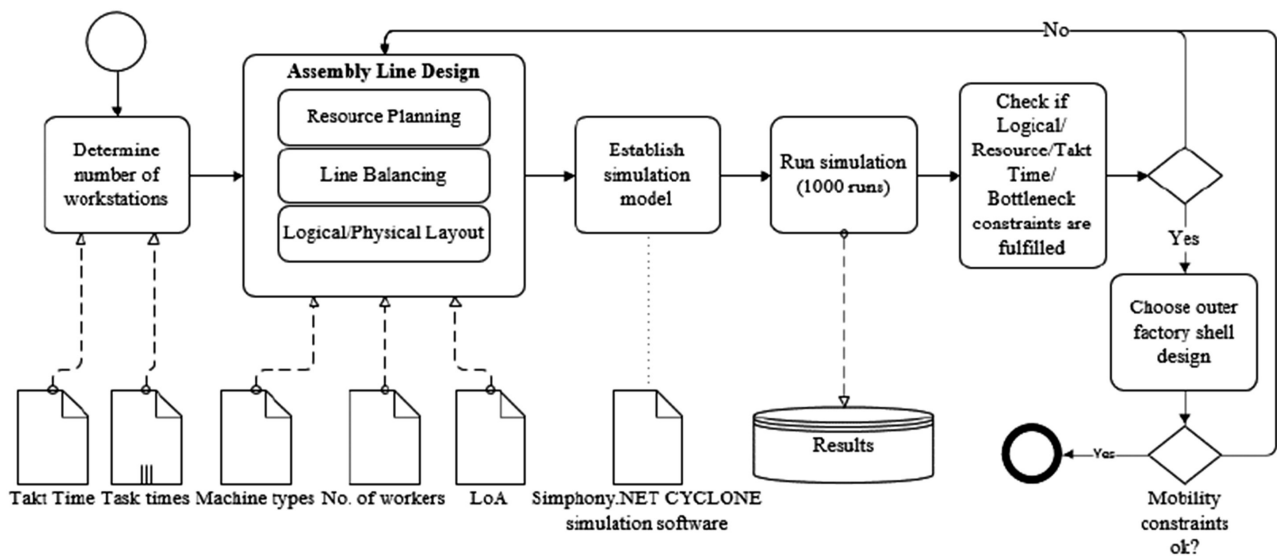 No
Assembly Line Design
Resource Planning
Line Balancing
Logical/Physical Layout
Determine
number of
workstations
Establish
simulation
model
Run simulation
(1000 runs)
Check if
Logical/
Resource/Takt
Time/
Bottleneck
constraints are
fulfilled
Yes
Choose outer
factory shell
design
Results
Yes
Takt Time
Task times
Machine types
No. of workers
LoA
Simphony.NET CYCLONE
simulation software
Mobility
constraints
ok?